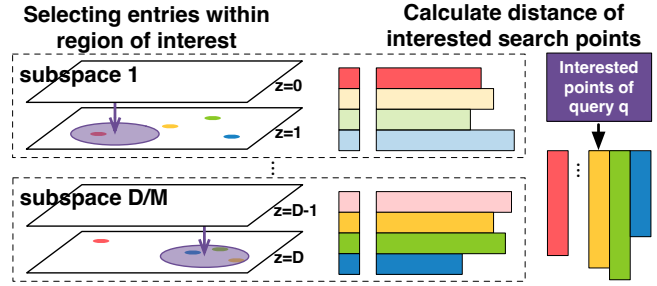 Selecting entries within
region of interest
Calculate distance of
interested search points
subspace 1
z=0
z=1
Interested
points of
query q
...
...
subspace D/M
z=D-1
z=D